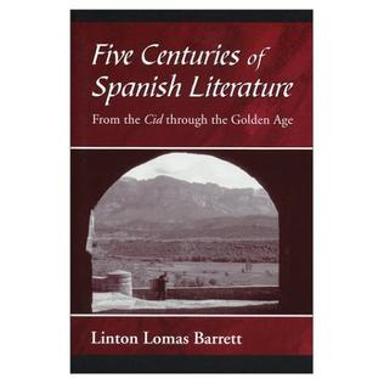 Five Centuries of
Spanish Literature
From the Cid through the Golden Age
Linton Lomas Barrett